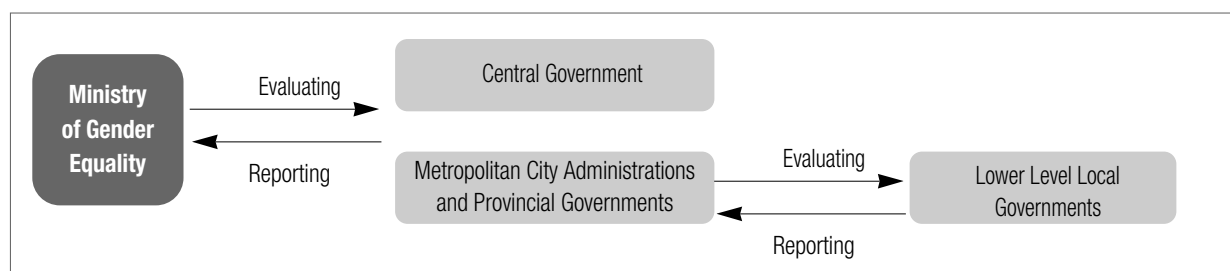 Ministry
of Gender
Equality
Evaluating
Reporting
Central Government
Metropolitan City Administrations
and Provincial Governments
Evaluating
Reporting
Lower Level Local
Governments